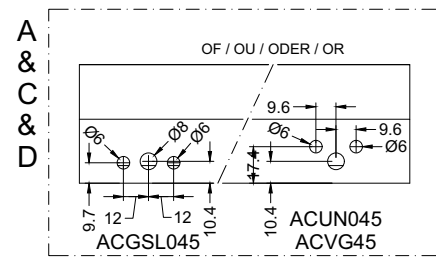 A
&
C
&
D
OF / OU / ODER / OR
Ø6
Ø8
Ø6
9.7
12
12
10.4
ACGSL045
9.6
9.6
Ø6
Ø6
17.4
10.4
ACUN045
ACVG45